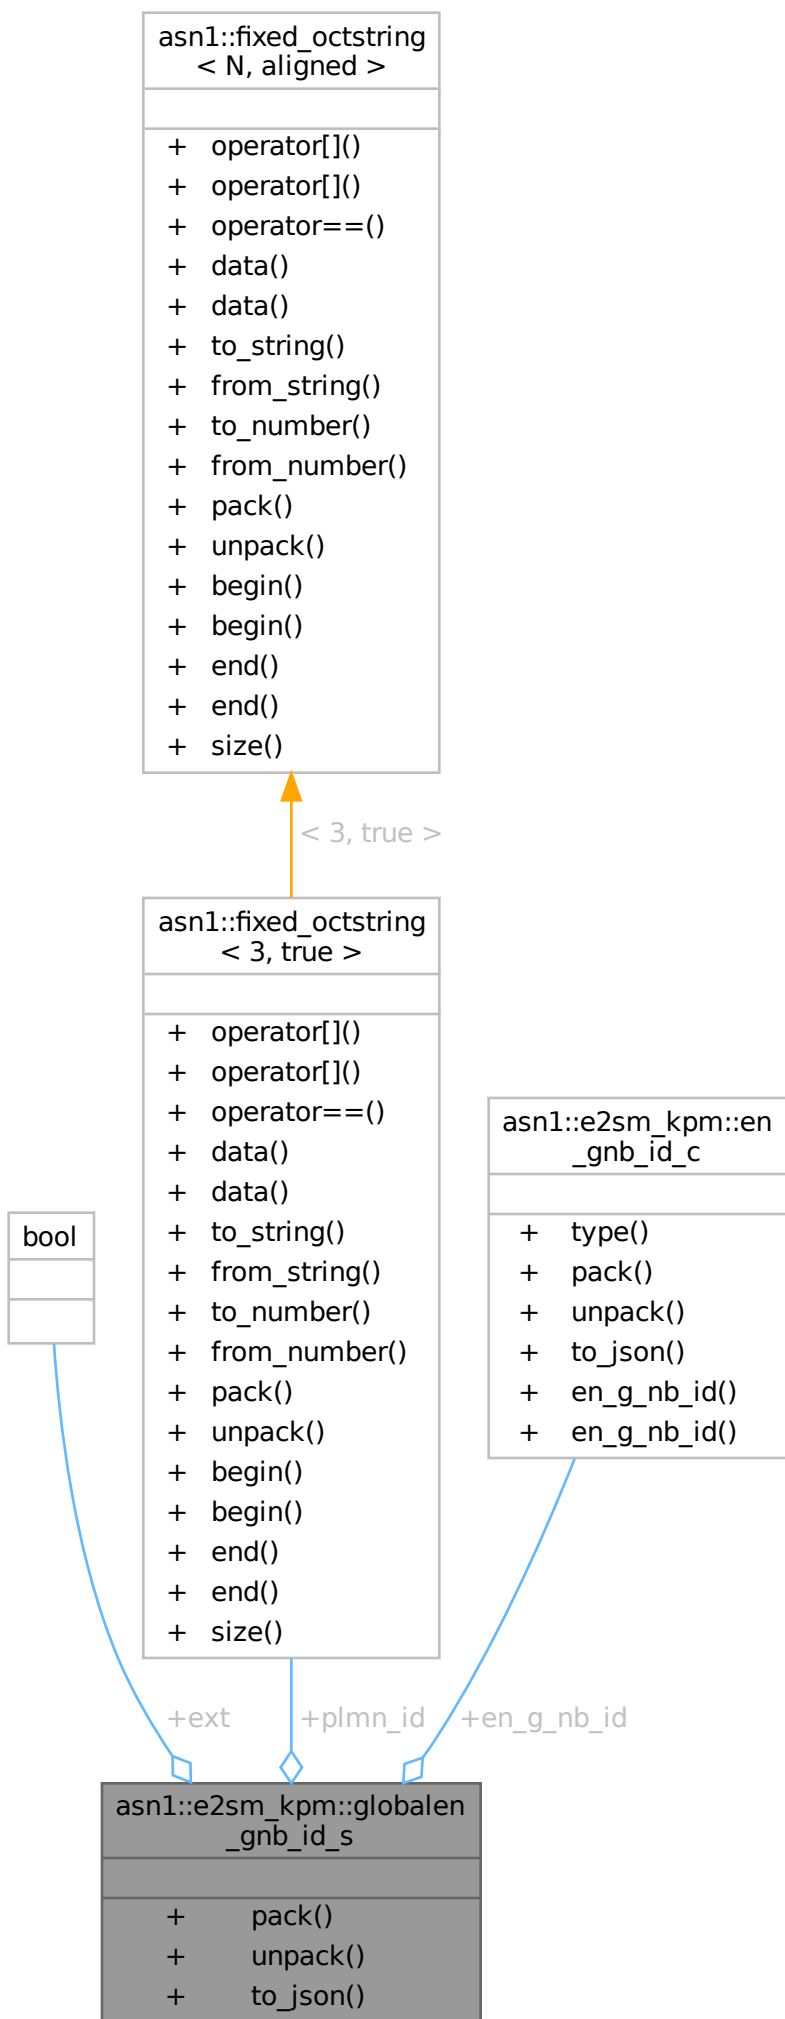 asn1::fixed_octstring
< N, aligned >
+ operator[]()
+ operator[]()
+ operator==()
+ data()
+ data()
+ to_string()
+ from_string()
+ to_number()
+ from_number()
+ pack()
+ unpack()
+ begin()
+ begin()
+ end()
+ end()
+ size()
< 3, true >
asn1::fixed_octstring
< 3, true >
+ operator[]()
+ operator[]()
+ operator==()
+ data()
+ data()
+ to_string()
+ from_string()
+ to_number()
+ from_number()
+ pack()
+ unpack()
+ begin()
+ begin()
+ end()
+ end()
+ size()
asn1::e2sm_kpm::en
_gnb_id_c
+ type()
+ pack()
+ unpack()
+ to_json()
+ en_g_nb_id()
+ en_g_nb_id()
bool
+ext
+plmn_id
+en_g_nb_id
asn1::e2sm_kpm::globalen
_gnb_id_s
+ pack()
+ unpack()
+ to_json()